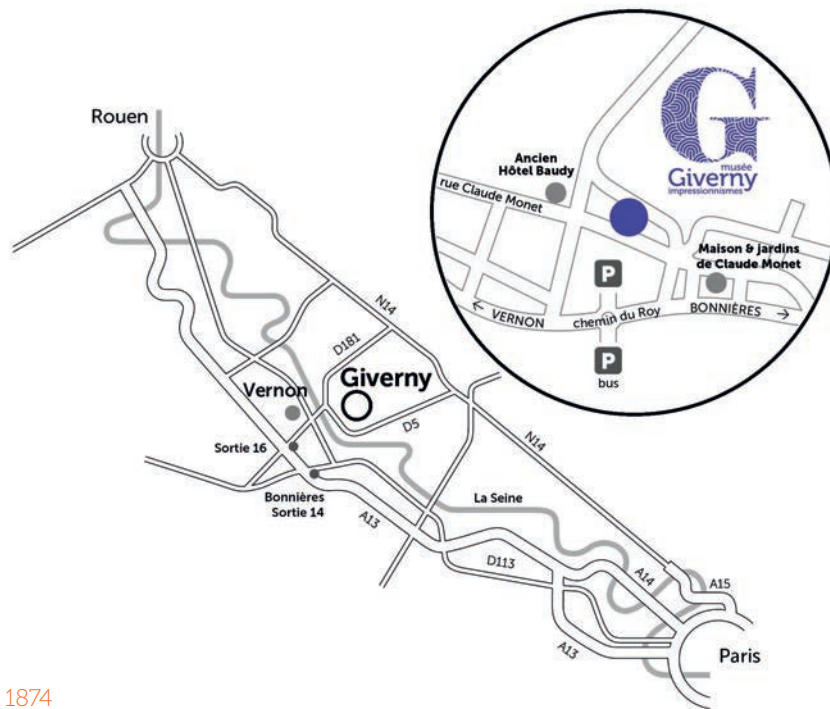 Rouen
N14
D181
Giverny
Vernon
D5
Sortie 16
N14
Bonnières
Sortie 14
A13
La Seine
D113
A14
A15
A13
Paris
G
musée
Giverny
impressionnismes
Ancien
Hôtel Baudy
rue Claude Monet
Maison & jardins
de Claude Monet
P
← VERNON
chemin du Roy
BONNIÈRES →
P
bus
1874